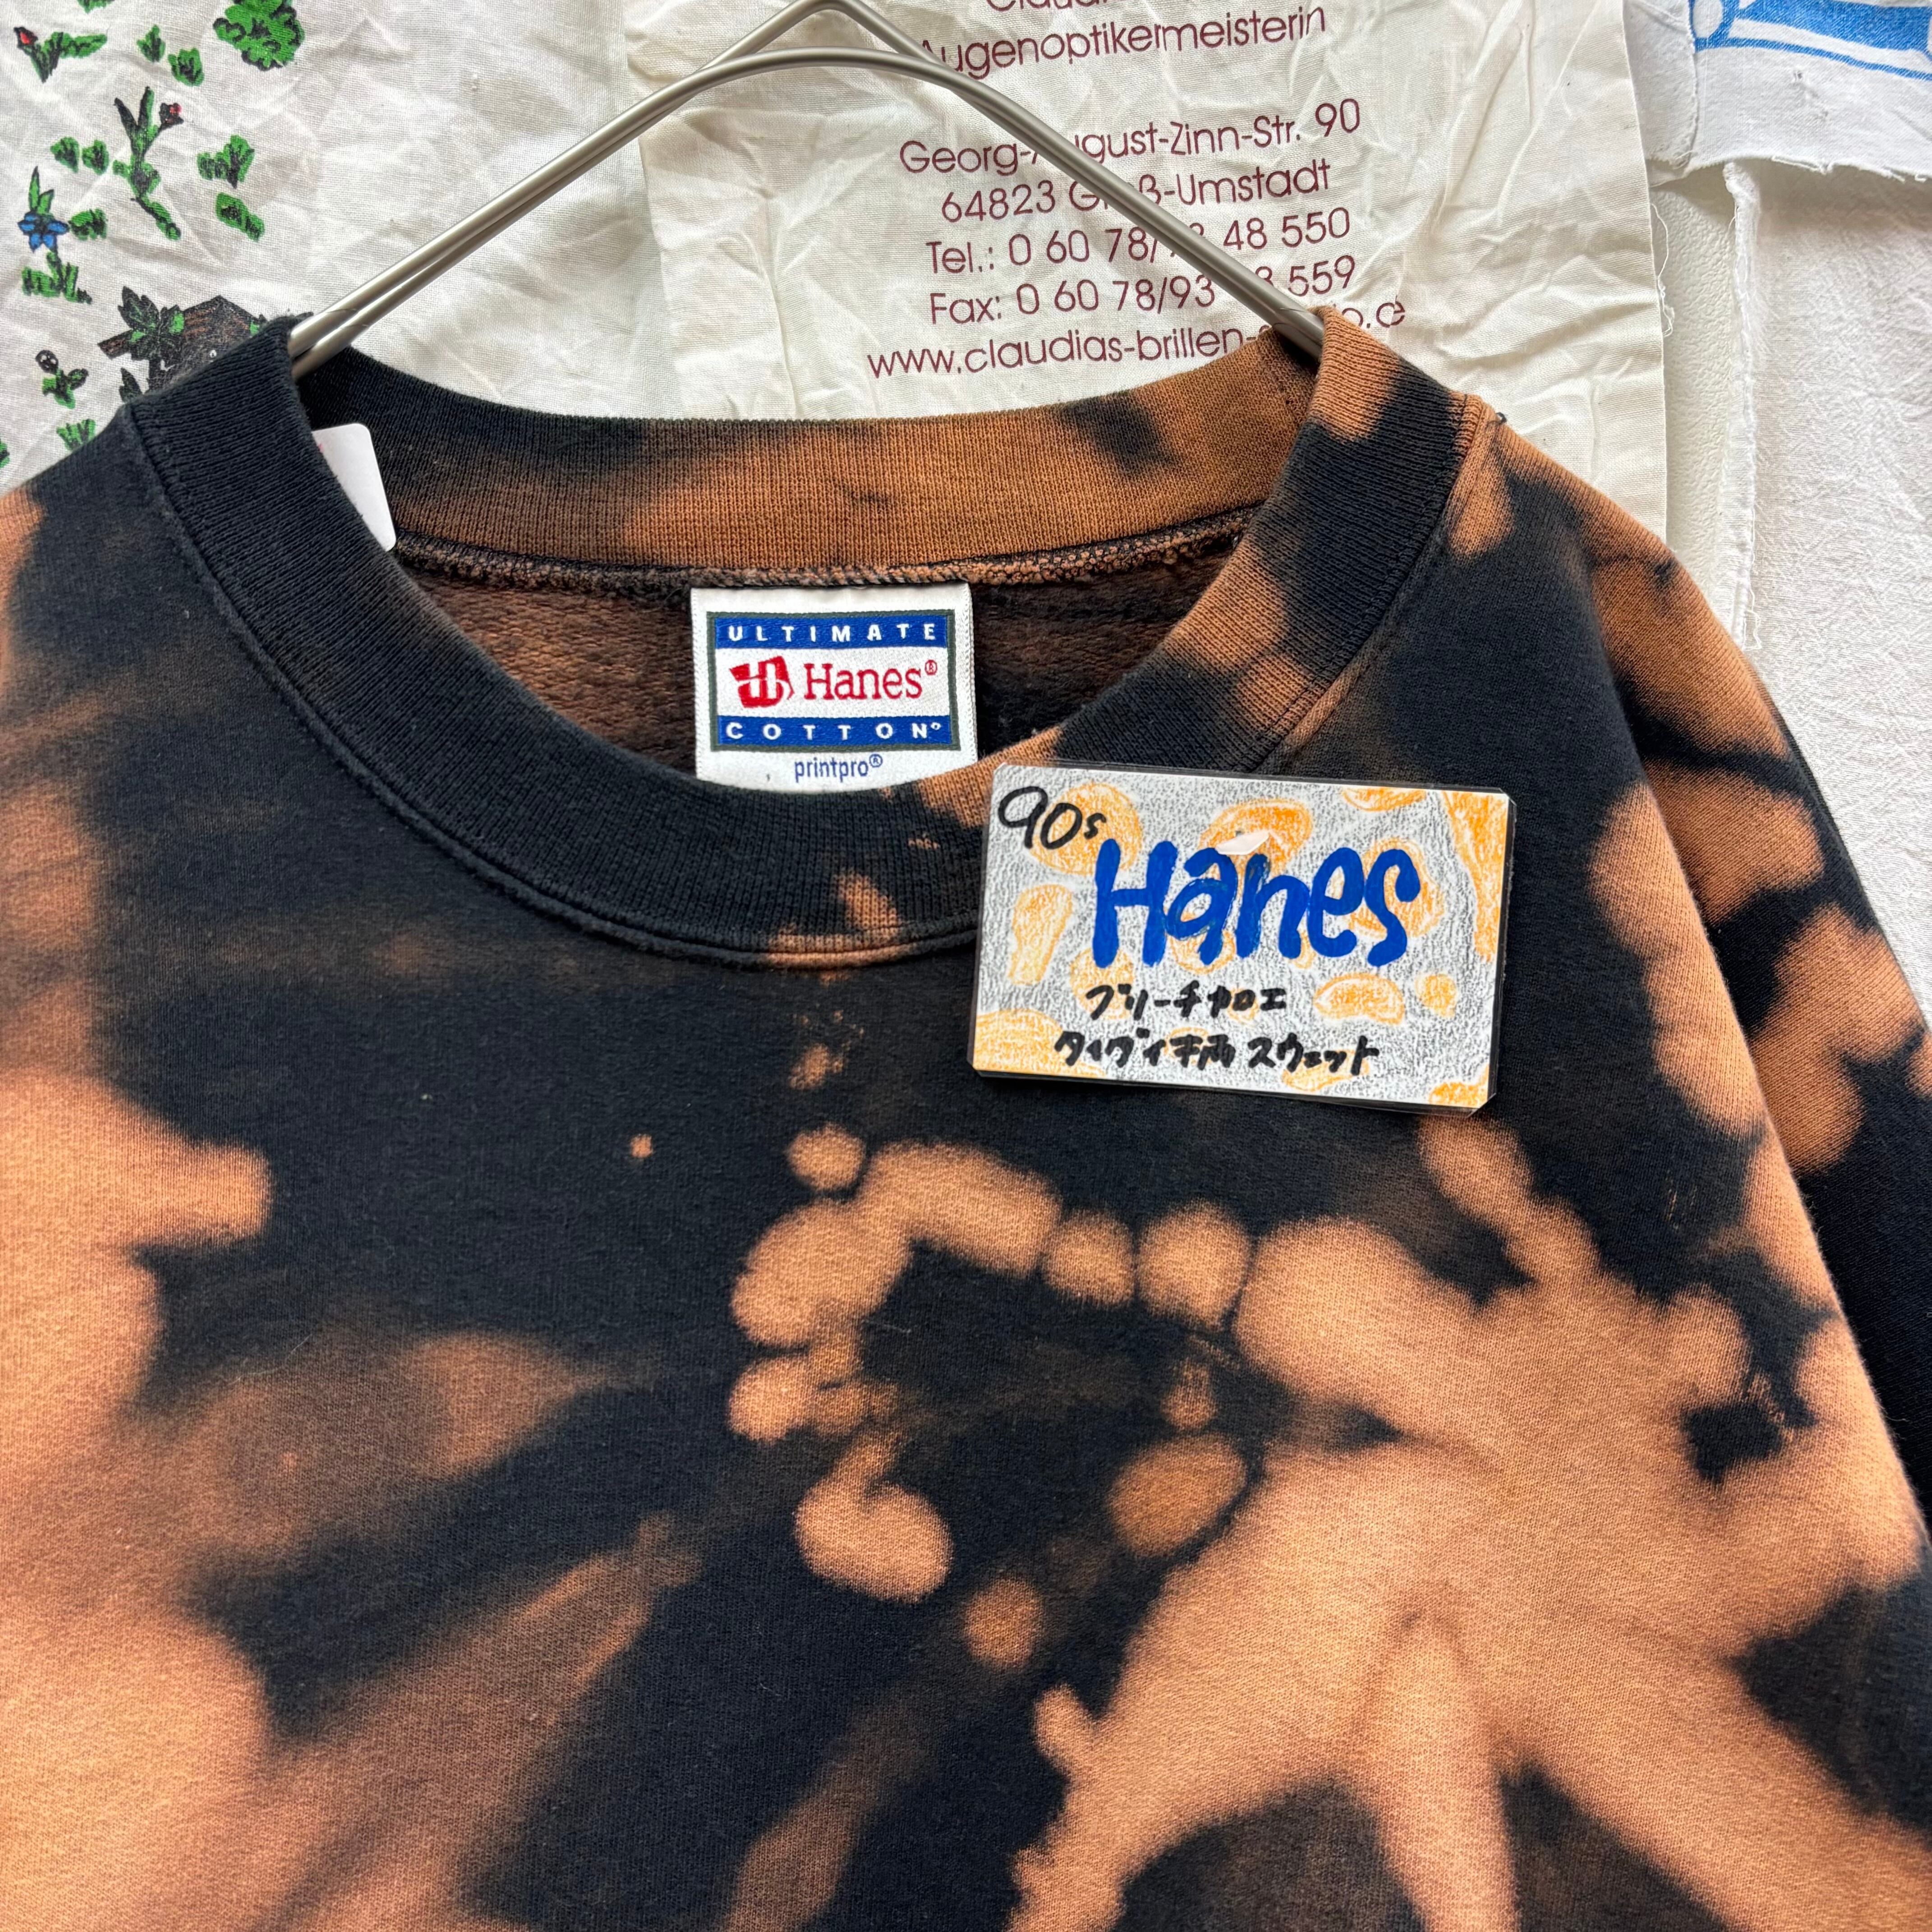 Augenoptikermeisterin
Georg-August-Zinn-Str. 90
64823 Groß-Umstadt
Tel.: 0 60 78/ 48 550
Fax: 0 60 78/93 559
www.claudias-brillen-
ULTIMATE
Hanes®
COTTON®
printpro®
90s
Hanes
ブリーチ加工
タイダイ柄 スウェット